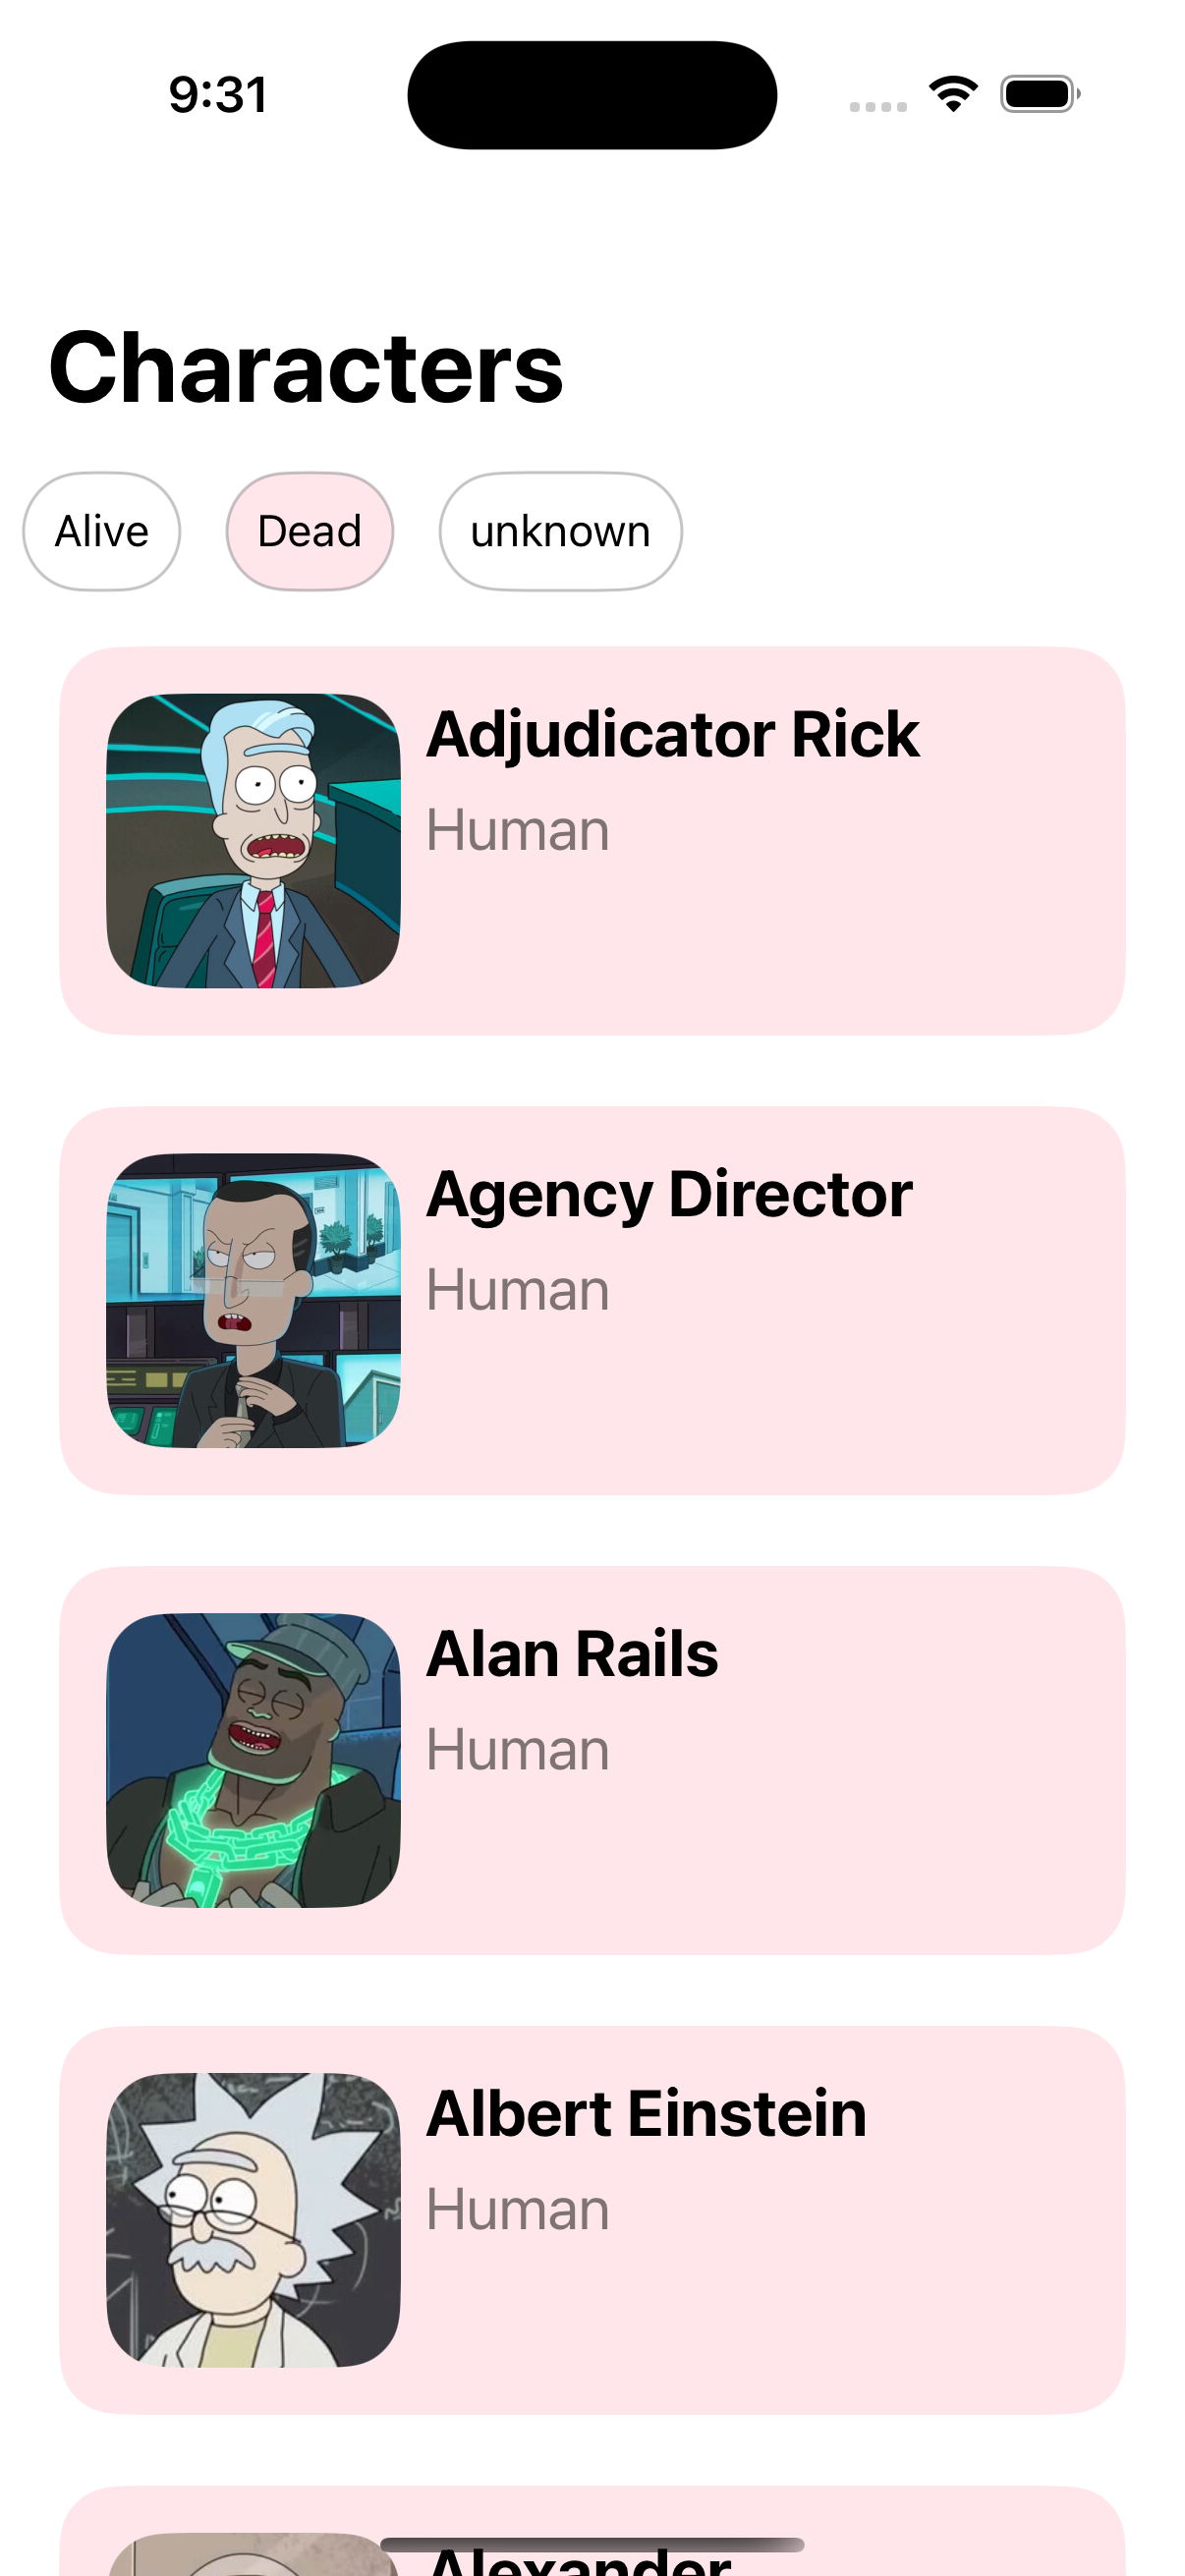 9:31
Characters
Alive Dead unknown
Adjudicator Rick
Human
Agency Director
Human
Alan Rails
Human
Albert Einstein
Human
Alexander